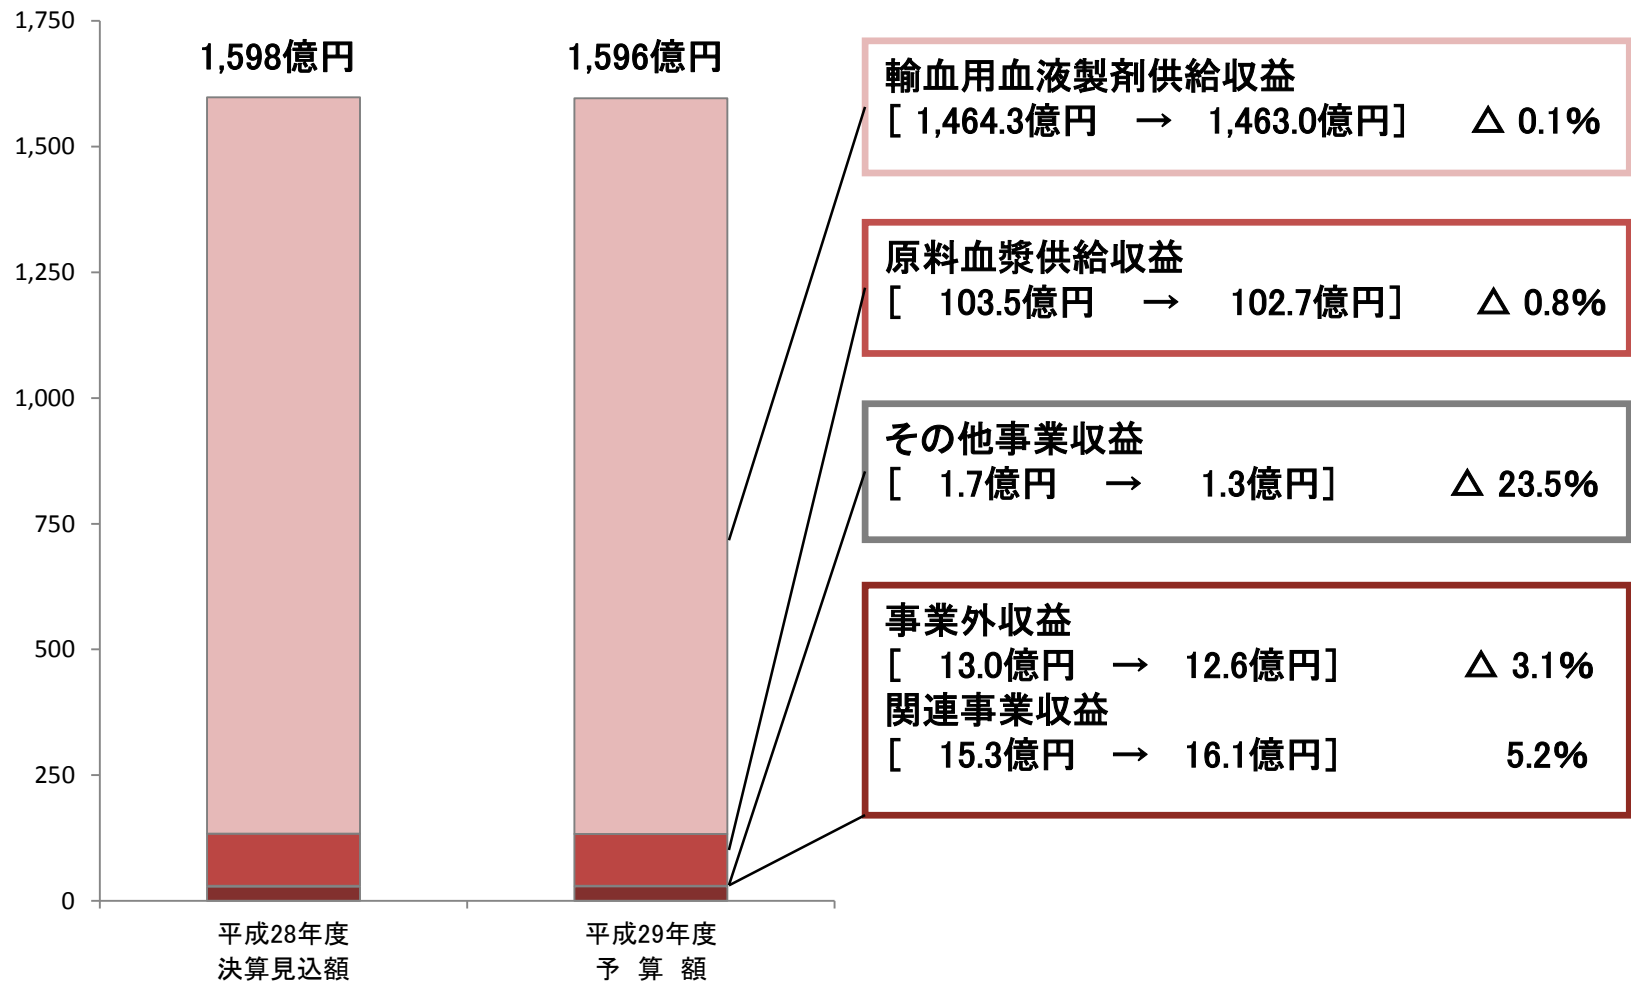 1,750
1,500
1,250
1,000
750
500
250
0
1,598億円
1,596億円
平成28年度
決算見込額
平成29年度
予 算 額
輸血用血液製剤供給収益
[ 1,464.3億円 → 1,463.0億円] △ 0.1%
原料血漿供給収益
[ 103.5億円 → 102.7億円] △ 0.8%
その他事業収益
[ 1.7億円 → 1.3億円] △ 23.5%
事業外収益
[ 13.0億円 → 12.6億円] △ 3.1%
関連事業収益
[ 15.3億円 → 16.1億円] 5.2%